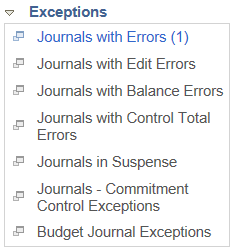 Exceptions
Journals with Errors (1)
Journals with Edit Errors
Journals with Balance Errors
Journals with Control Total
Errors
Journals in Suspense
Journals - Commitment
Control Exceptions
Budget Journal Exceptions